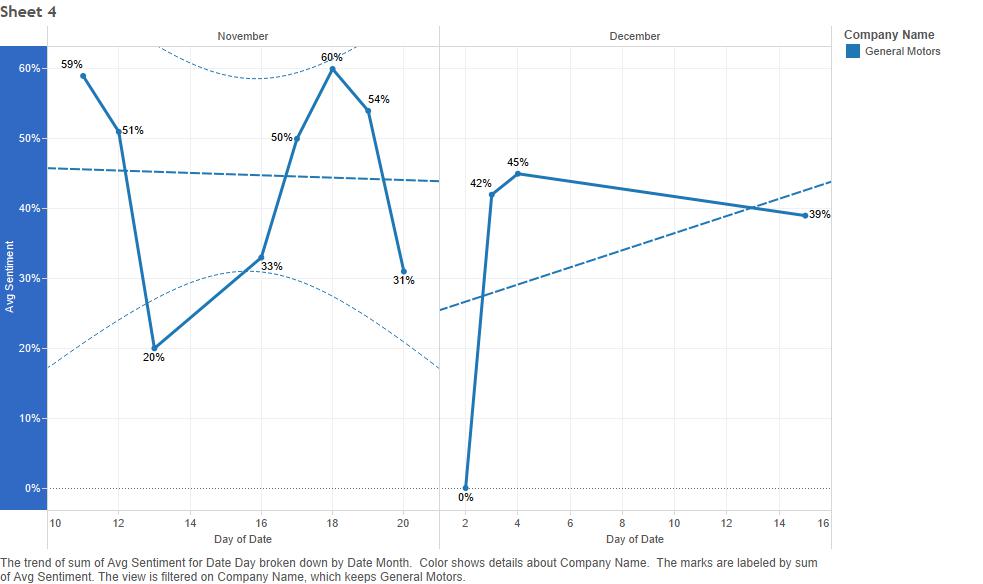 Sheet 4
November
December
Company Name
General Motors
Avg Sentiment
60%
50%
40%
30%
20%
10%
0%
59%
51%
20%
33%
50%
60%
54%
31%
0%
42%
45%
39%
10 12 14 16 18 20
2 4 6 8 10 12 14 16
Day of Date
Day of Date
The trend of sum of Avg Sentiment for Date Day broken down by Date Month.  Color shows details about Company Name.  The marks are labeled by sum
of Avg Sentiment. The view is filtered on Company Name, which keeps General Motors.